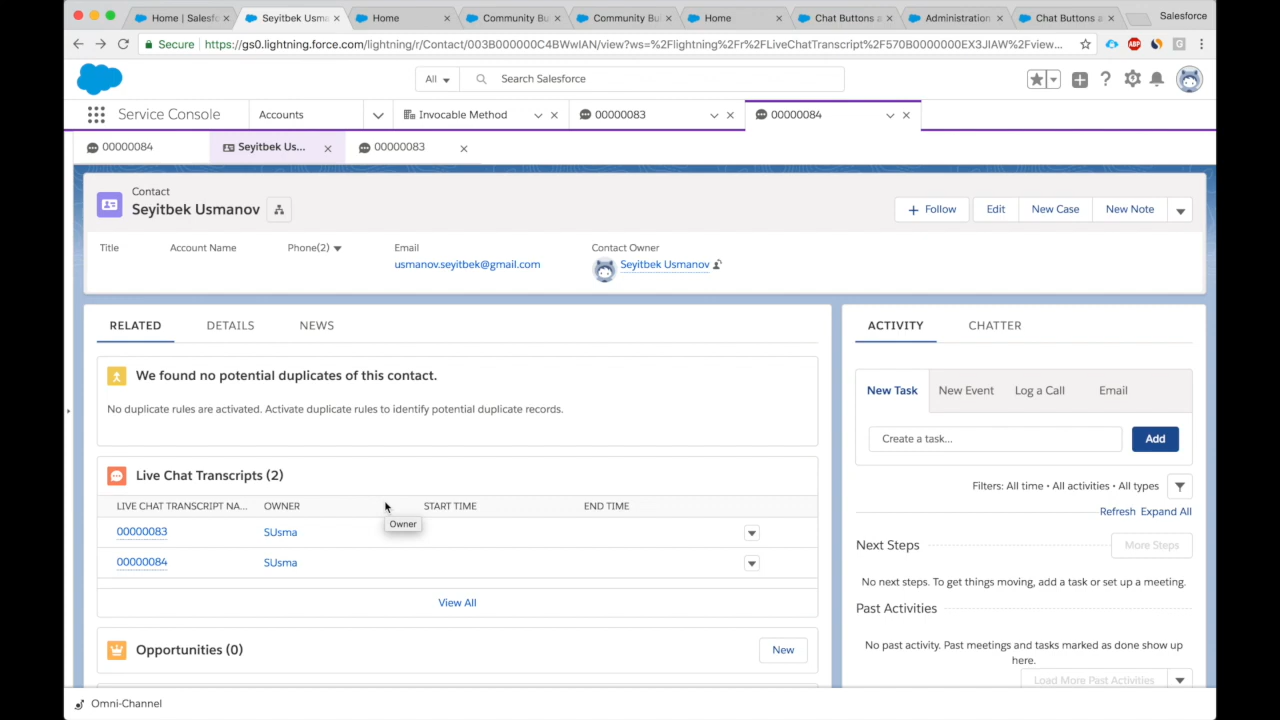 Home | Salesf
Seyitbek Usma
Home
Community Bu
Community Bu
Home
Chat Buttons a
Administration
Chat Buttons a
Salesforce
Secure
https://gs0.lightning.force.com/lightning/r/Contact/003B000000C4BWwIAN/view?ws=%2Flightning%2Fr%2FLiveChatTranscript%2F570B0000000EX3JIAW%2Fview...
ABP
G
All
Search Salesforce
Service Console
Accounts
Invocable Method
00000083
00000084
00000084
Seyitbek Us...
00000083
Contact
Seyitbek Usmanov
Follow
Edit
New Case
New Note
Title
Account Name
Phone(2)
Email
Contact Owner
usmanov.seyitbek@gmail.com
Seyitbek Usmanov
RELATED
DETAILS
NEWS
We found no potential duplicates of this contact.
No duplicate rules are activated. Activate duplicate rules to identify potential duplicate records.
Live Chat Transcripts (2)
LIVE CHAT TRANSCRIPT NA...
OWNER
START TIME
END TIME
Owner
00000083
SUsma
00000084
SUsma
View All
Opportunities (0)
New
ACTIVITY
CHATTER
New Task
New Event
Log a Call
Email
Create a task...
Add
Filters: All time • All activities • All types
Refresh
Expand All
Next Steps
More Steps
No next steps. To get things moving, add a task or set up a meeting.
Past Activities
No past activity. Past meetings and tasks marked as done show up
here.
Load More Past Activities
Omni-Channel